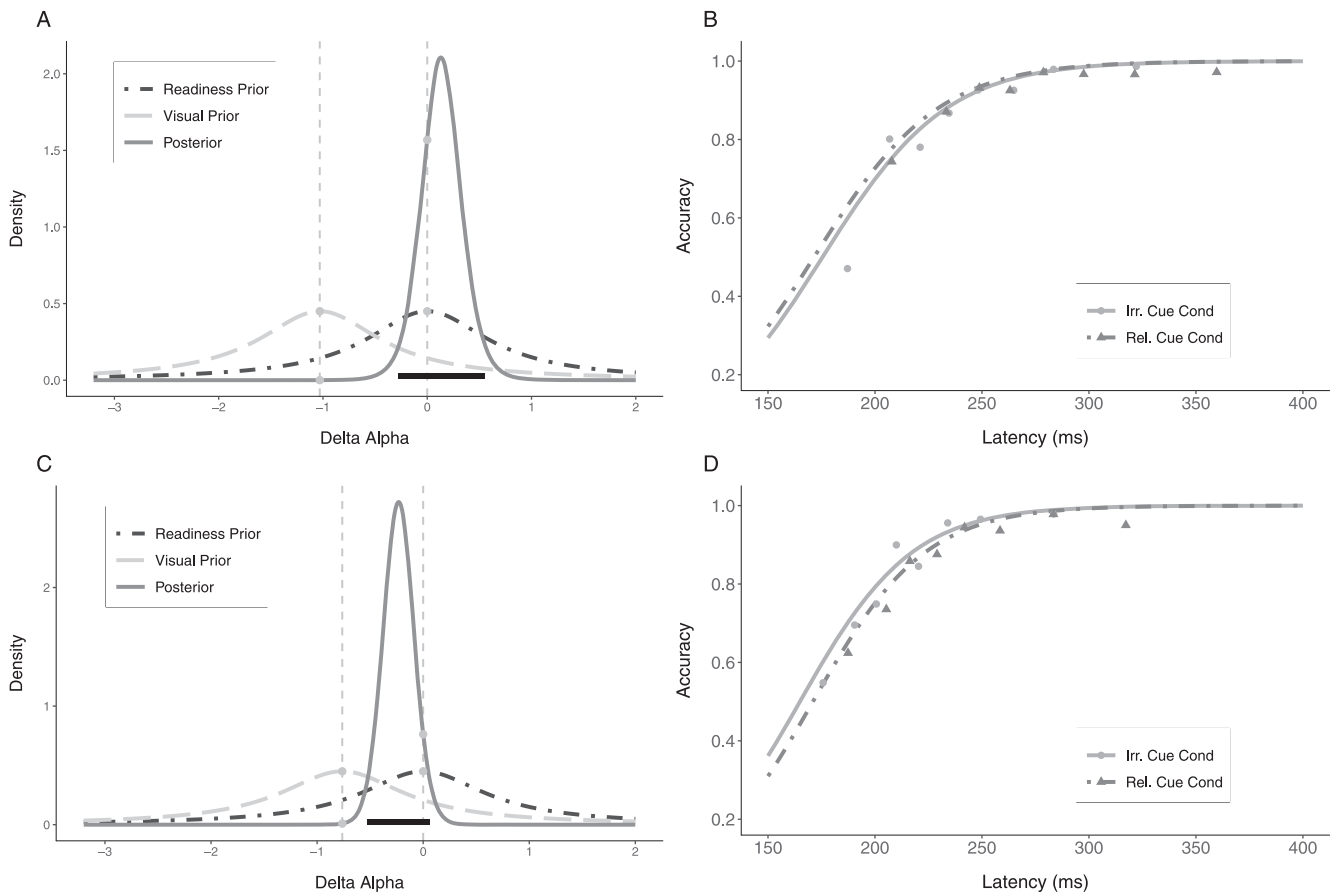 A
Readiness Prior
Visual Prior
Posterior
2.0
1.5
1.0
0.5
0.0
Density
−3
−2
−1
0
1
2
Delta Alpha
B
1.0
0.8
0.6
0.4
0.2
Accuracy
Irr. Cue Cond
Rel. Cue Cond
150
200
250
300
350
400
Latency (ms)
C
Readiness Prior
Visual Prior
Posterior
2
1
0
Density
−3
−2
−1
0
1
2
Delta Alpha
D
1.0
0.8
0.6
0.4
0.2
Accuracy
Irr. Cue Cond
Rel. Cue Cond
150
200
250
300
350
400
Latency (ms)